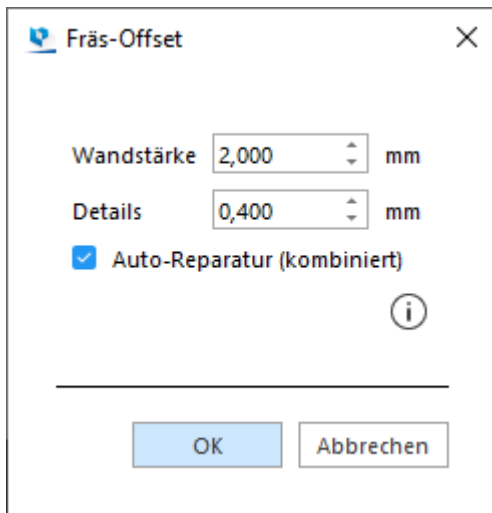 Fräs-Offset
Wandstärke 2,000 mm
Details 0,400 mm
Auto-Reparatur (kombiniert)
i
OK Abbrechen